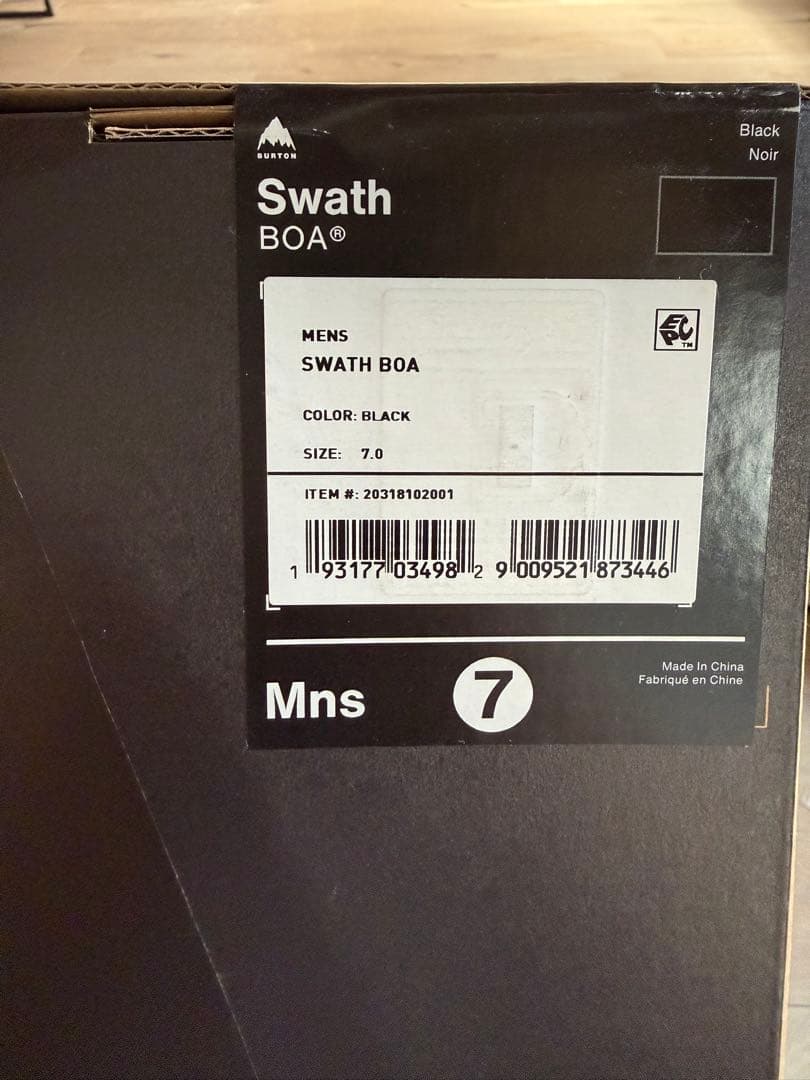 BURTON
Swath
BOA®
Black
Noir
MENS
SWATH BOA
EPC™
COLOR: BLACK
SIZE: 7.0
ITEM #: 20318102001
1 93177 03498 2
9 009521 873446
Mns 7
Made In China
Fabriqué en Chine